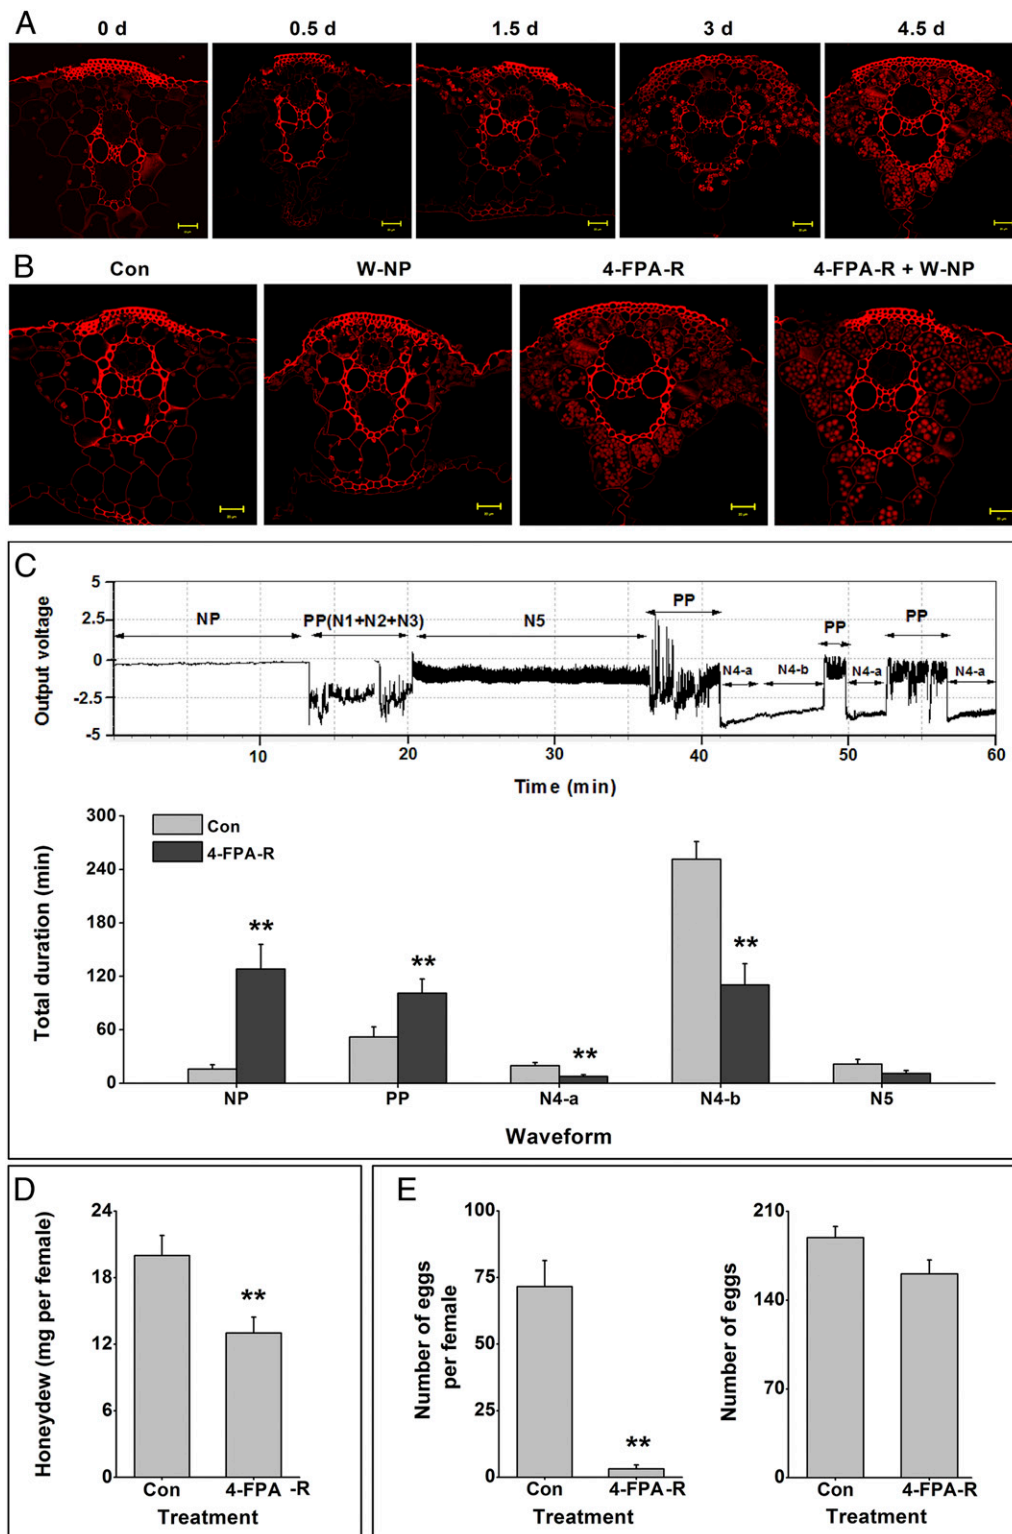 A
0 d 0.5 d 1.5 d 3 d 4.5 d
B
Con W-NP 4-FPA-R 4-FPA-R + W-NP
C
Output voltage
5
2.5
0
-2.5
-5
NP PP(N1+N2+N3) N5 PP N4-a N4-b PP N4-a PP N4-a
10 20 30 40 50 60
Time (min)
Total duration (min)
300
240
180
120
60
0
Con
4-FPA-R
** ** ** **
NP PP N4-a N4-b N5
Waveform
D
Honeydew (mg per female)
24
18
12
6
0
**
Con 4-FPA -R
Treatment
E
Number of eggs
per female
100
75
50
25
0
**
Con 4-FPA-R
Treatment
Number of eggs
210
140
70
0
Con 4-FPA-R
Treatment